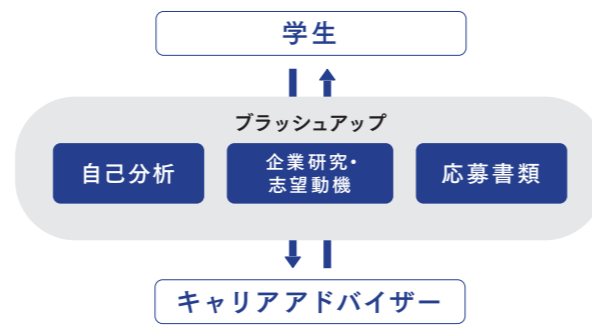 学生
ブラッシュアップ
自己分析
企業研究・
志望動機
応募書類
キャリアアドバイザー